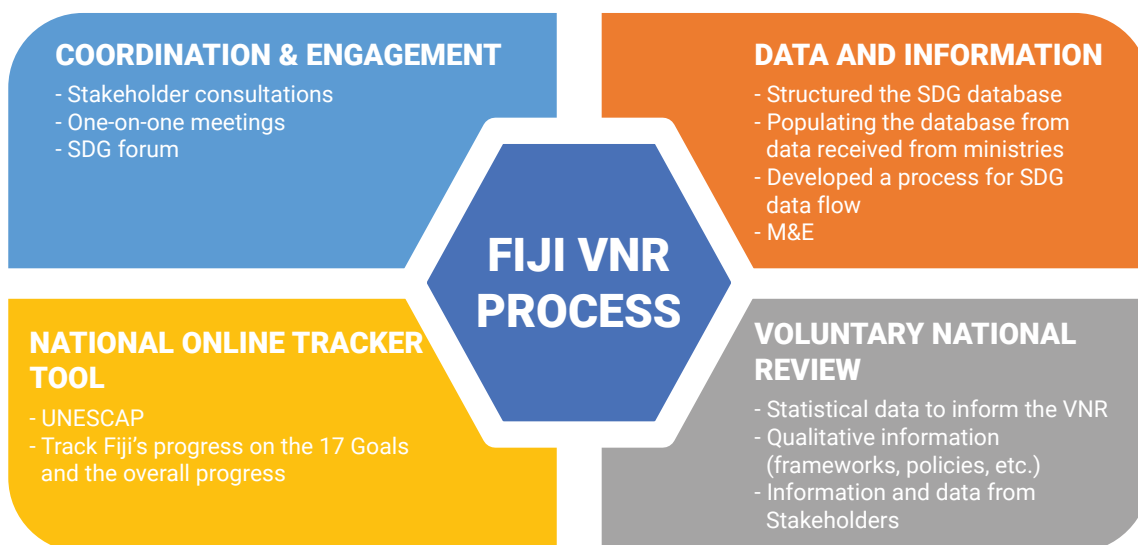 COORDINATION & ENGAGEMENT
- Stakeholder consultations
- One-on-one meetings
- SDG forum
DATA AND INFORMATION
- Structured the SDG database
- Populating the database from
data received from ministries
- Developed a process for SDG
data flow
- M&E
FIJI VNR
PROCESS
NATIONAL ONLINE TRACKER
TOOL
- UNESCAP
- Track Fiji's progress on the 17 Goals
and the overall progress
VOLUNTARY NATIONAL
REVIEW
- Statistical data to inform the VNR
- Qualitative information
(frameworks, policies, etc.)
- Information and data from
Stakeholders